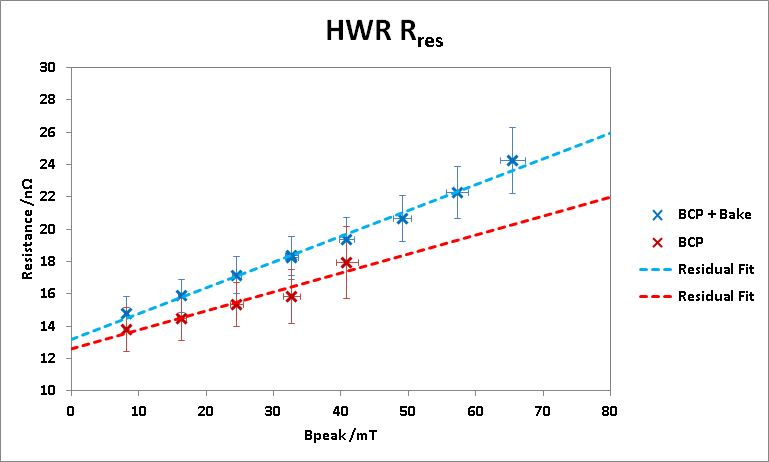 HWR Rres
30
28
26
24
22
20
18
16
14
12
10
Resistance /nΩ
0 10 20 30 40 50 60 70 80
Bpeak /mT
BCP + Bake
BCP
Residual Fit
Residual Fit